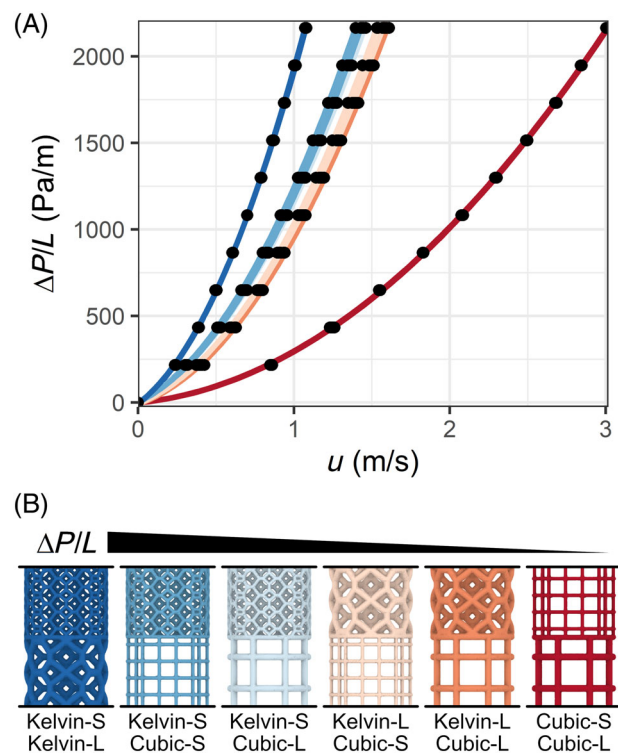 (A)
2000
1500
1000
500
0
ΔP/L (Pa/m)
0 1 2 3
u (m/s)
(B)
ΔP/L
Kelvin-S Kelvin-S Kelvin-S Kelvin-L Kelvin-L Cubic-S
Kelvin-L Cubic-S Cubic-L Cubic-S Cubic-L Cubic-L